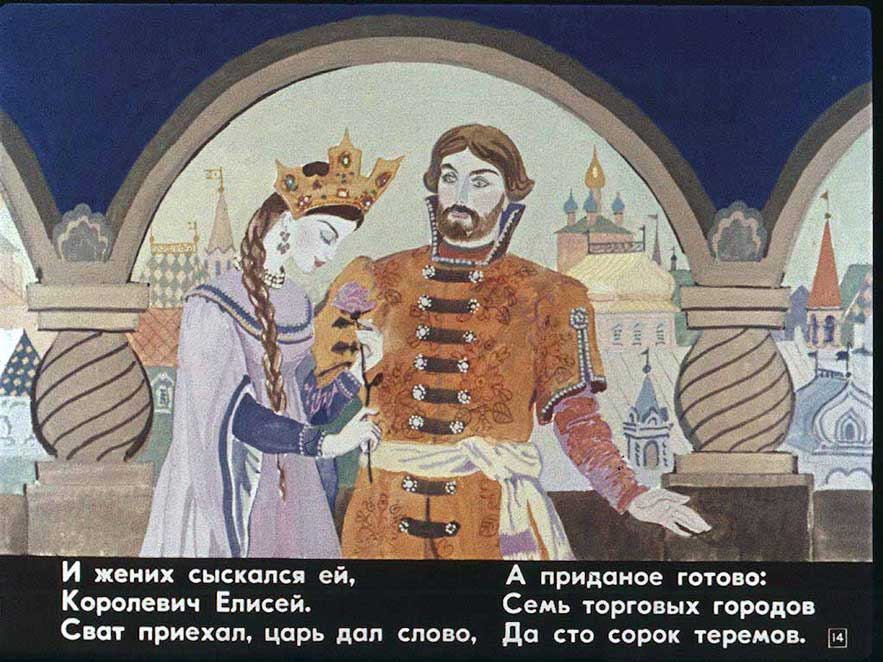 И жених сыскался ей,
Королевич Елисей.
Сват приехал, царь дал слово,
А приданое готово:
Семь торговых городов
Да сто сорок теремов.
14